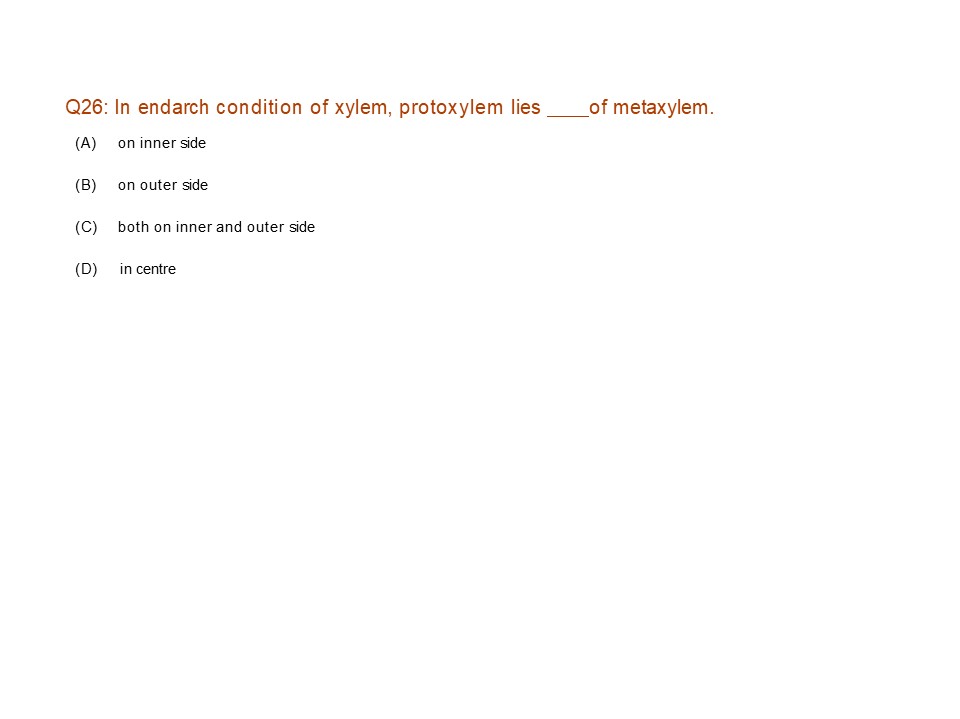 Q26: In endarch condition of xylem, protoxylem lies ____of metaxylem.
(A) on inner side
(B) on outer side
(C) both on inner and outer side
(D) in centre